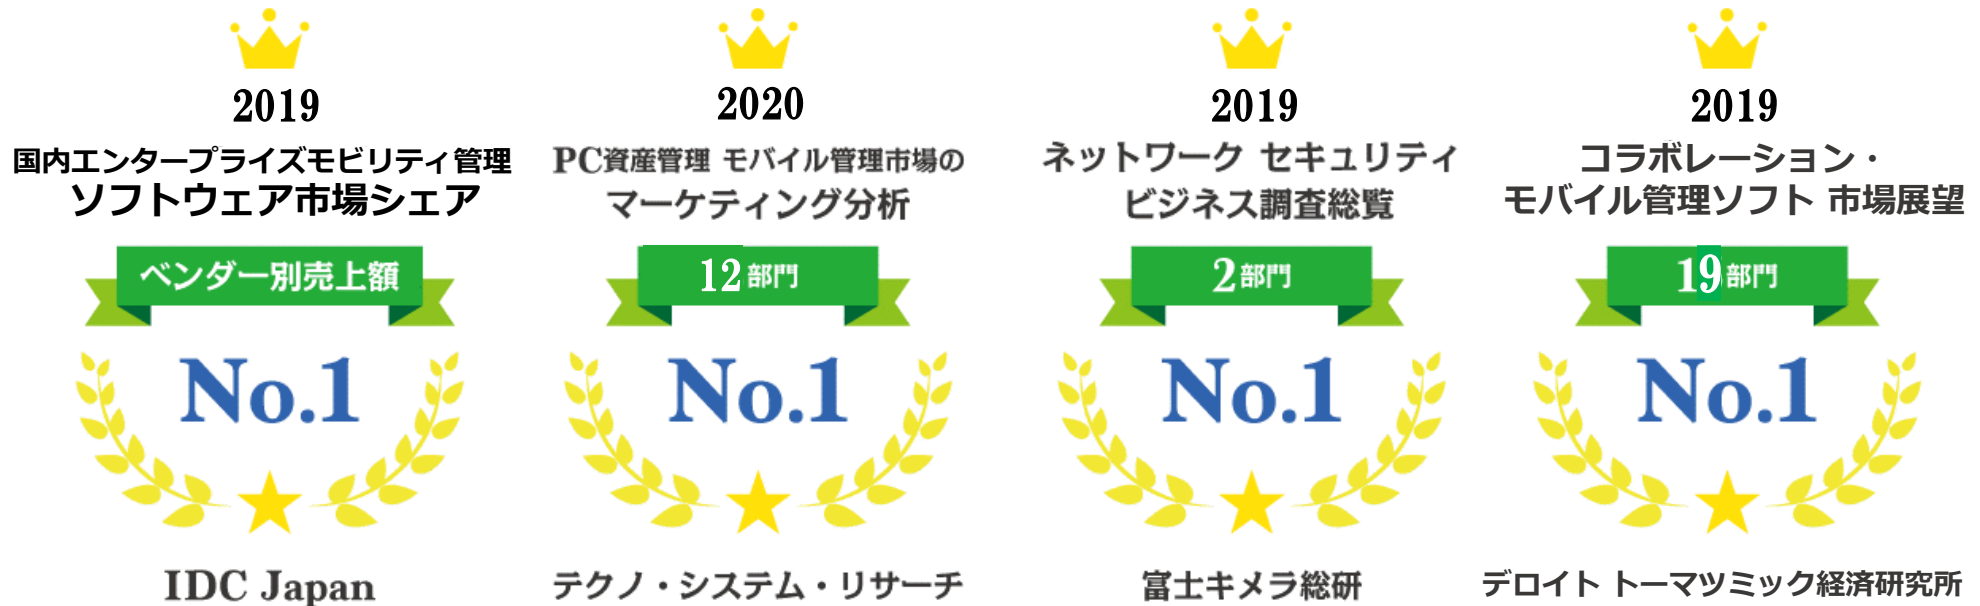 2019
国内エンタープライズモビリティ管理
ソフトウェア市場シェア
ベンダー別売上額
No.1
IDC Japan
2020
PC資産管理 モバイル管理市場の
マーケティング分析
12部門
No.1
テクノ・システム・リサーチ
2019
ネットワーク セキュリティ
ビジネス調査総覧
2部門
No.1
富士キメラ総研
2019
コラボレーション・
モバイル管理ソフト 市場展望
19部門
No.1
デロイト トーマツミック経済研究所